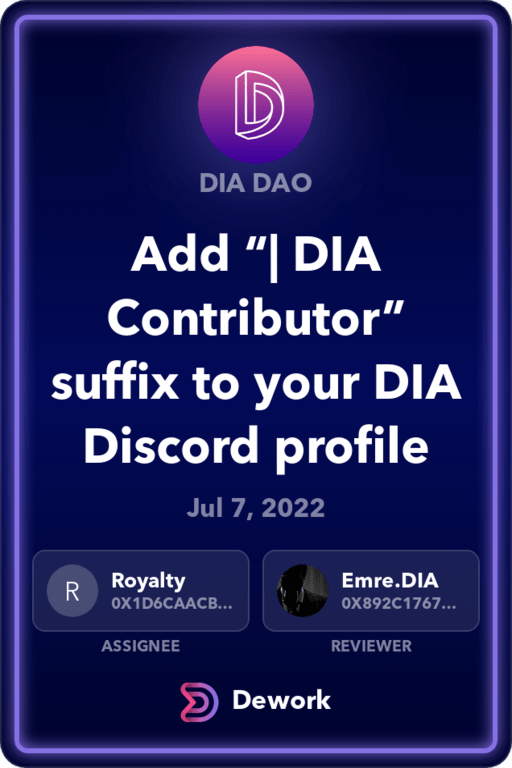 DIA DAO
Add “| DIA
Contributor”
suffix to your DIA
Discord profile
Jul 7, 2022
R
Royalty
0X1D6CAACB...
ASSIGNEE
Emre.DIA
0X892C1767...
REVIEWER
Dework